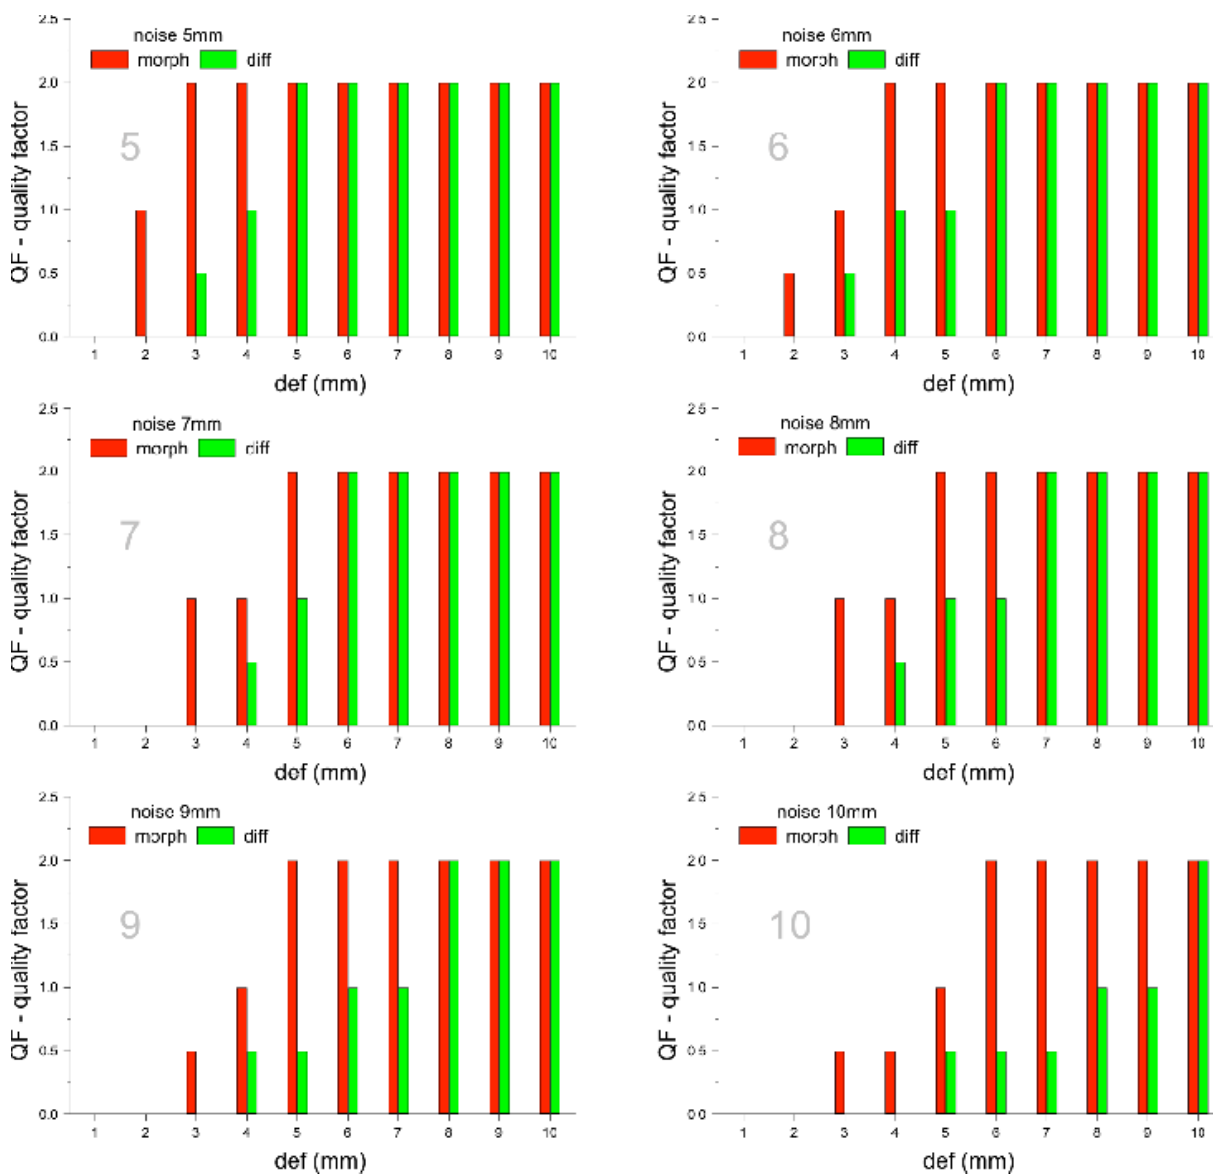 noise 5mm
morph diff
5
QF - quality factor
2.5
2.0
1.5
1.0
0.5
0.0
1 2 3 4 5 6 7 8 9 10
def (mm)
noise 6mm
morph diff
6
QF - quality factor
2.5
2.0
1.5
1.0
0.5
0.0
1 2 3 4 5 6 7 8 9 10
def (mm)
noise 7mm
morph diff
7
QF - quality factor
2.5
2.0
1.5
1.0
0.5
0.0
1 2 3 4 5 6 7 8 9 10
def (mm)
noise 8mm
morph diff
8
QF - quality factor
2.5
2.0
1.5
1.0
0.5
0.0
1 2 3 4 5 6 7 8 9 10
def (mm)
noise 9mm
morph diff
9
QF - quality factor
2.5
2.0
1.5
1.0
0.5
0.0
1 2 3 4 5 6 7 8 9 10
def (mm)
noise 10mm
morph diff
10
QF - quality factor
2.5
2.0
1.5
1.0
0.5
0.0
1 2 3 4 5 6 7 8 9 10
def (mm)